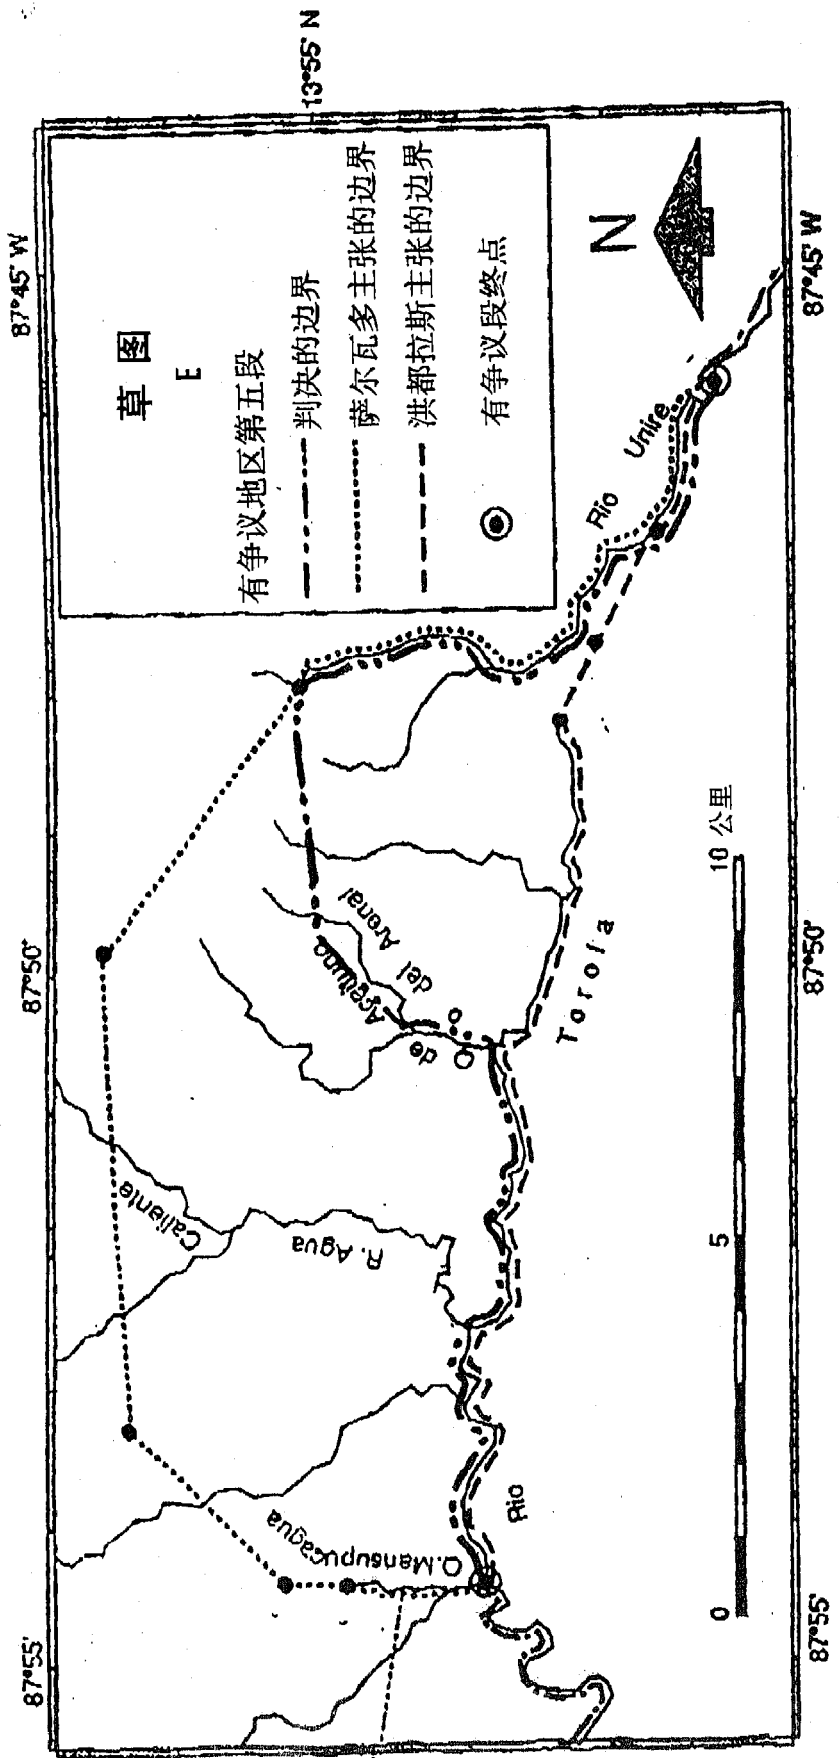 87°55'
87°50'
87°45' W
13°55' N
草图
E
有争议地区第五段
判决的边界
萨尔瓦多主张的边界
洪都拉斯主张的边界
有争议段终点
N
Caliente
R. Agua
Q. Mansupucagua
Rio
Aceituno
del Arenal
de
Qo
Torola
Rio
Unire
0
5
10 公里
87°55'
87°50'
87°45' W